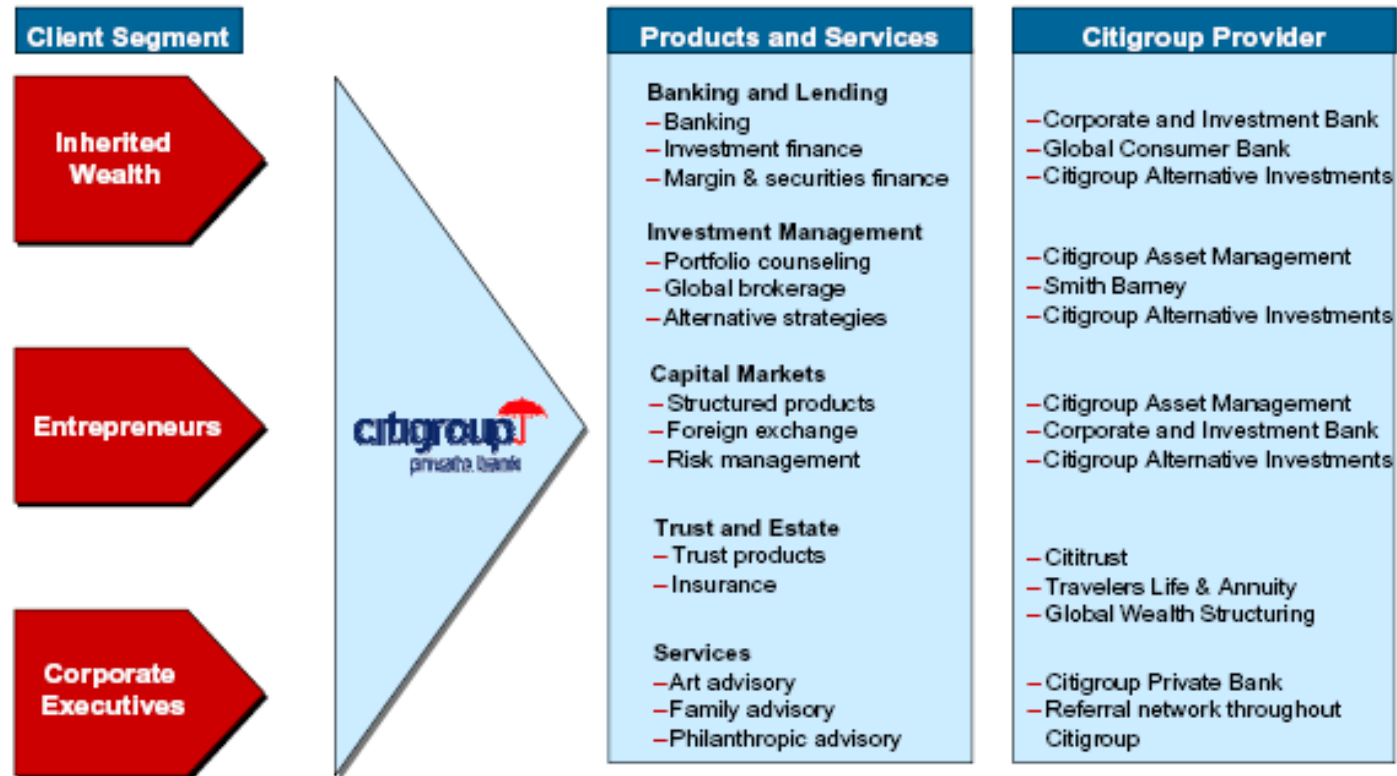 Client Segment
Inherited
Wealth
Entrepreneurs
Corporate
Executives
citigroup
private bank
Products and Services
Banking and Lending
– Banking
– Investment finance
– Margin & securities finance
Investment Management
– Portfolio counseling
– Global brokerage
– Alternative strategies
Capital Markets
– Structured products
– Foreign exchange
– Risk management
Trust and Estate
– Trust products
– Insurance
Services
– Art advisory
– Family advisory
– Philanthropic advisory
Citigroup Provider
– Corporate and Investment Bank
– Global Consumer Bank
– Citigroup Alternative Investments
– Citigroup Asset Management
– Smith Barney
– Citigroup Alternative Investments
– Citigroup Asset Management
– Corporate and Investment Bank
– Citigroup Alternative Investments
– Cititrust
– Travelers Life & Annuity
– Global Wealth Structuring
– Citigroup Private Bank
– Referral network throughout
Citigroup